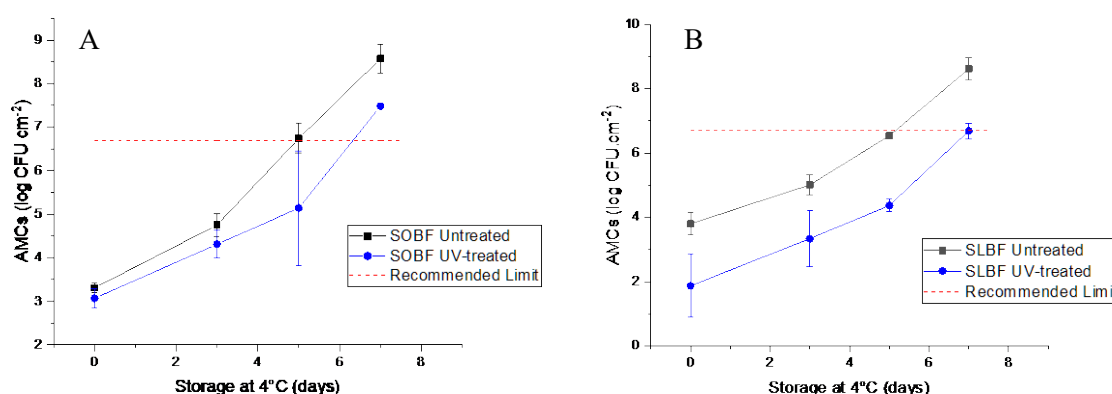 A
AMCs (log CFU cm-2)
9
8
7
6
5
4
3
2
0
2
4
6
8
Storage at 4°C (days)
SOBF Untreated
SOBF UV-treated
Recommended Limit
B
AMCs (log CFU.cm-2)
10
8
6
4
2
0
0
2
4
6
8
Storage at 4°C (days)
SLBF Untreated
SLBF UV-treated
Recommended Limit